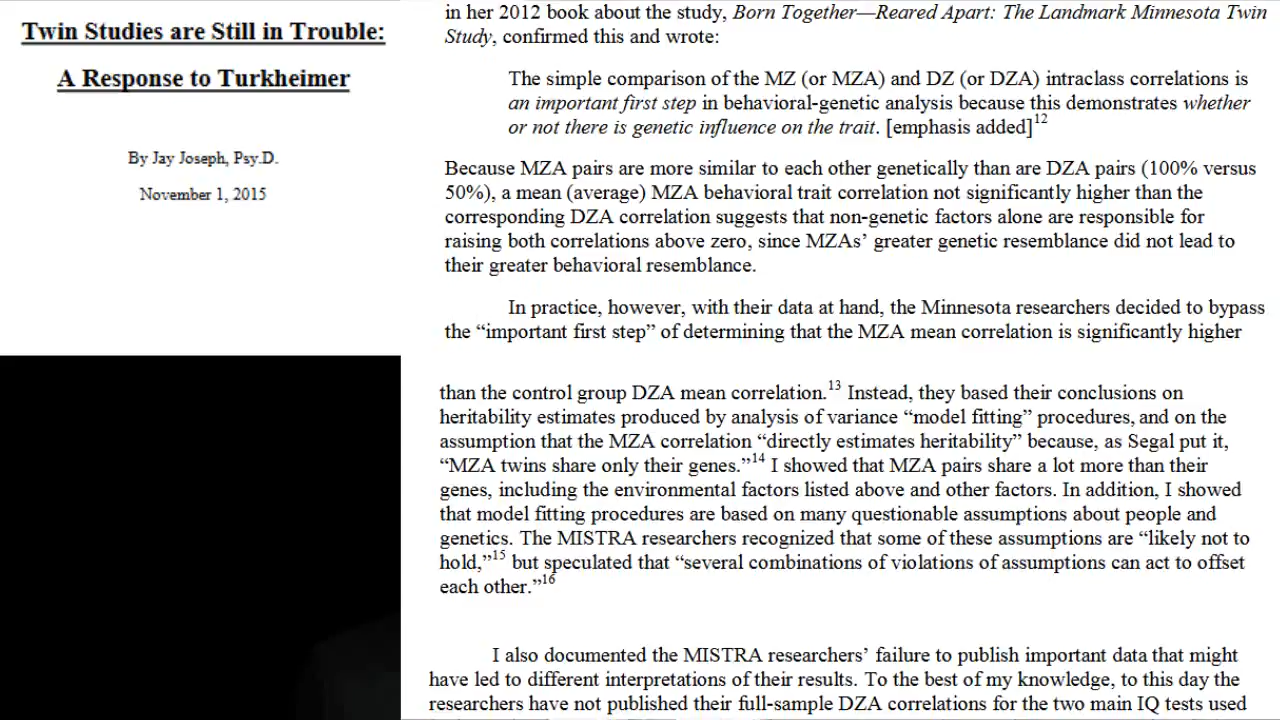 Twin Studies are Still in Trouble:
A Response to Turkheimer
By Jay Joseph, Psy.D.
November 1, 2015
in her 2012 book about the study, Born Together—Reared Apart: The Landmark Minnesota Twin
Study, confirmed this and wrote:
The simple comparison of the MZ (or MZA) and DZ (or DZA) intraclass correlations is
an important first step in behavioral-genetic analysis because this demonstrates whether
or not there is genetic influence on the trait. [emphasis added]12
Because MZA pairs are more similar to each other genetically than are DZA pairs (100% versus
50%), a mean (average) MZA behavioral trait correlation not significantly higher than the
corresponding DZA correlation suggests that non-genetic factors alone are responsible for
raising both correlations above zero, since MZAs’ greater genetic resemblance did not lead to
their greater behavioral resemblance.
In practice, however, with their data at hand, the Minnesota researchers decided to bypass
the “important first step” of determining that the MZA mean correlation is significantly higher
than the control group DZA mean correlation.13 Instead, they based their conclusions on
heritability estimates produced by analysis of variance “model fitting” procedures, and on the
assumption that the MZA correlation “directly estimates heritability” because, as Segal put it,
“MZA twins share only their genes.”14 I showed that MZA pairs share a lot more than their
genes, including the environmental factors listed above and other factors. In addition, I showed
that model fitting procedures are based on many questionable assumptions about people and
genetics. The MISTRA researchers recognized that some of these assumptions are “likely not to
hold,”15 but speculated that “several combinations of violations of assumptions can act to offset
each other.”16
I also documented the MISTRA researchers’ failure to publish important data that might
have led to different interpretations of their results. To the best of my knowledge, to this day the
researchers have not published their full-sample DZA correlations for the two main IQ tests used